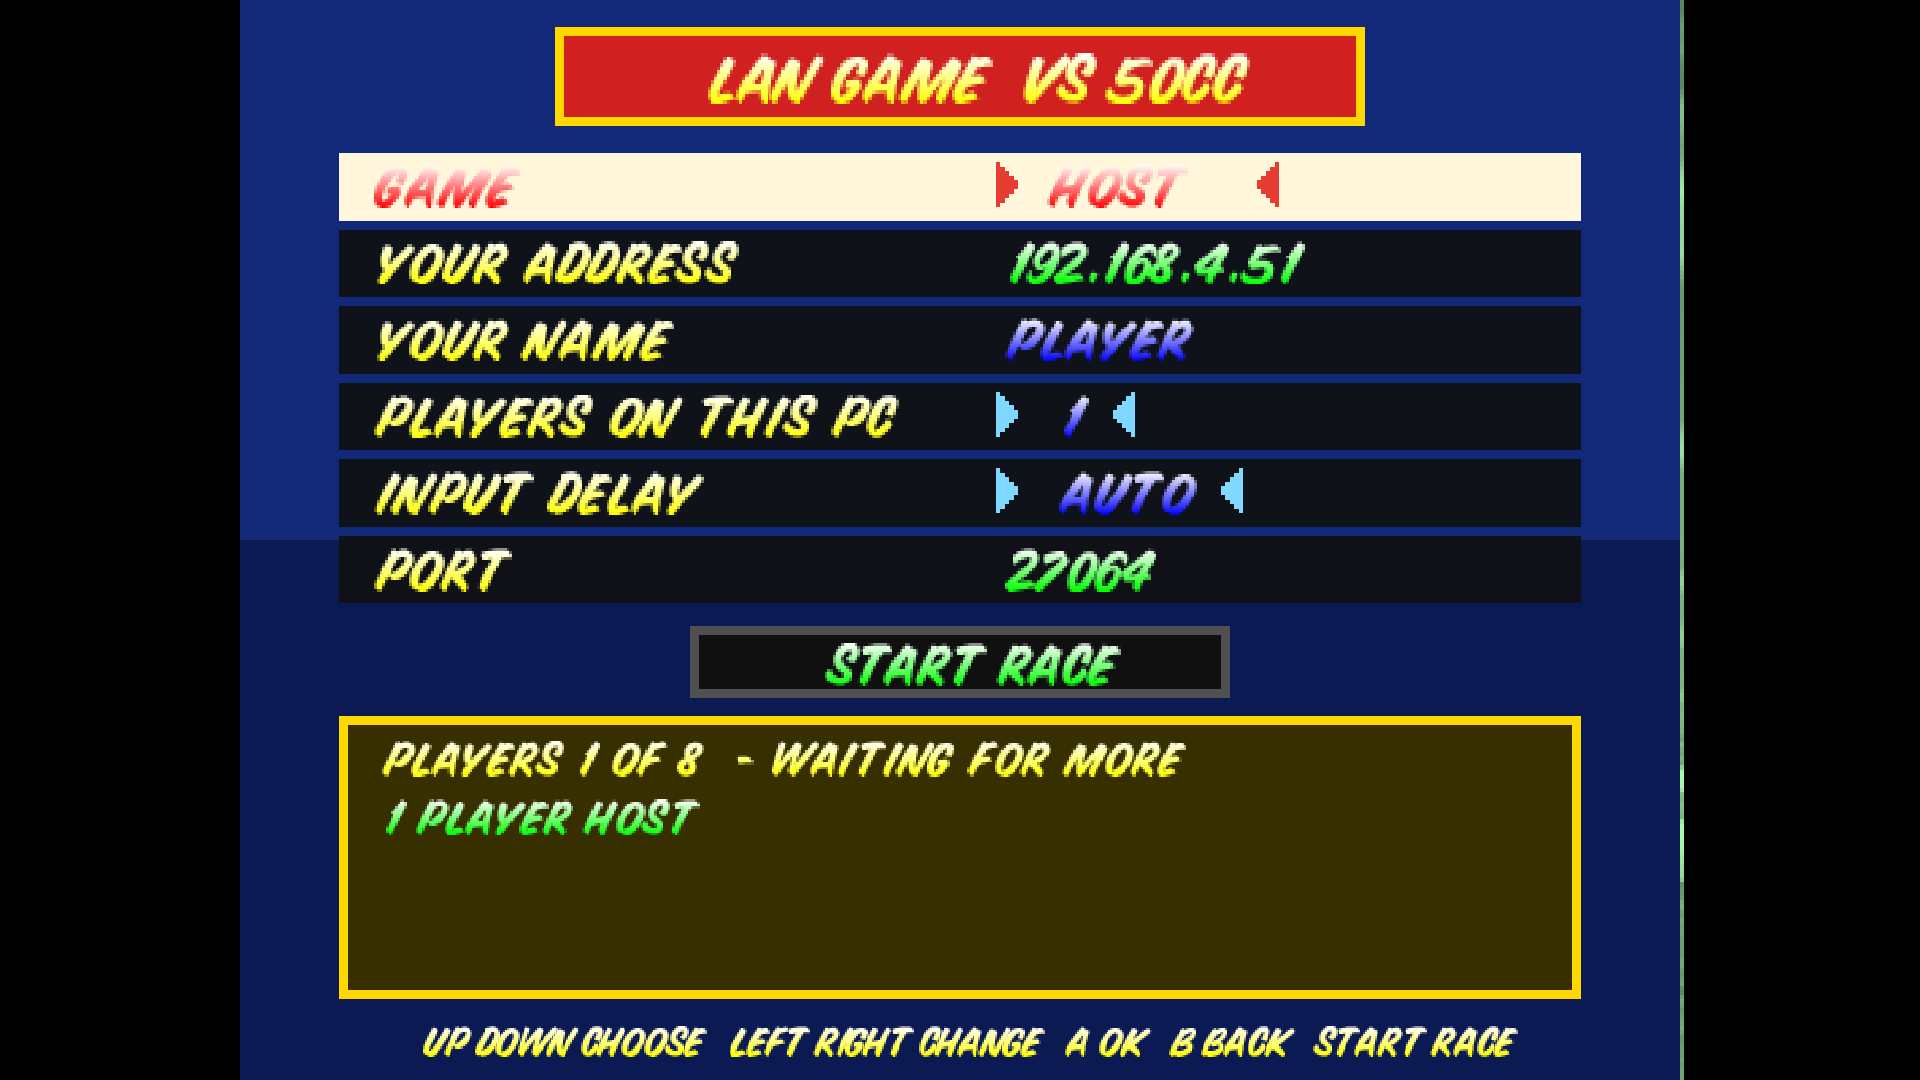 LAN GAME VS 50CC
GAME HOST
YOUR ADDRESS 192.168.4.51
YOUR NAME PLAYER
PLAYERS ON THIS PC 1
INPUT DELAY AUTO
PORT 27064
START RACE
PLAYERS 1 OF 8 - WAITING FOR MORE
1 PLAYER HOST
UP DOWN CHOOSE LEFT RIGHT CHANGE A OK B BACK START RACE